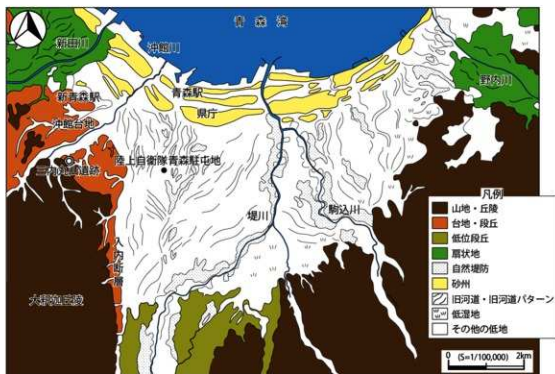 青森湾
新田川
沖館川
野内川
新青森駅
青森駅
沖館台地
県庁
三内丸山遺跡
陸上自衛隊青森駐屯地
堤川
駒込川
入内断層
大釈迦丘陵
凡例
山地・丘陵
台地・段丘
低位段丘
扇状地
自然堤防
砂州
旧河道・旧河道パターン
低湿地
その他の低地
0 (S=1/100,000) 2km